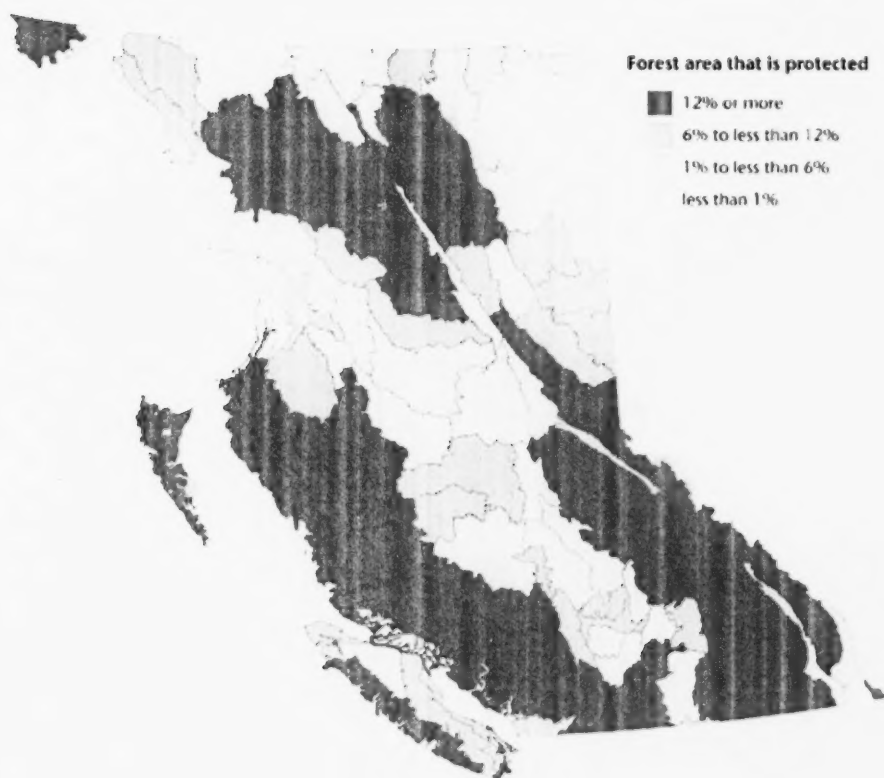 Forest area that is protected
12% or more
6% to less than 12%
1% to less than 6%
less than 1%